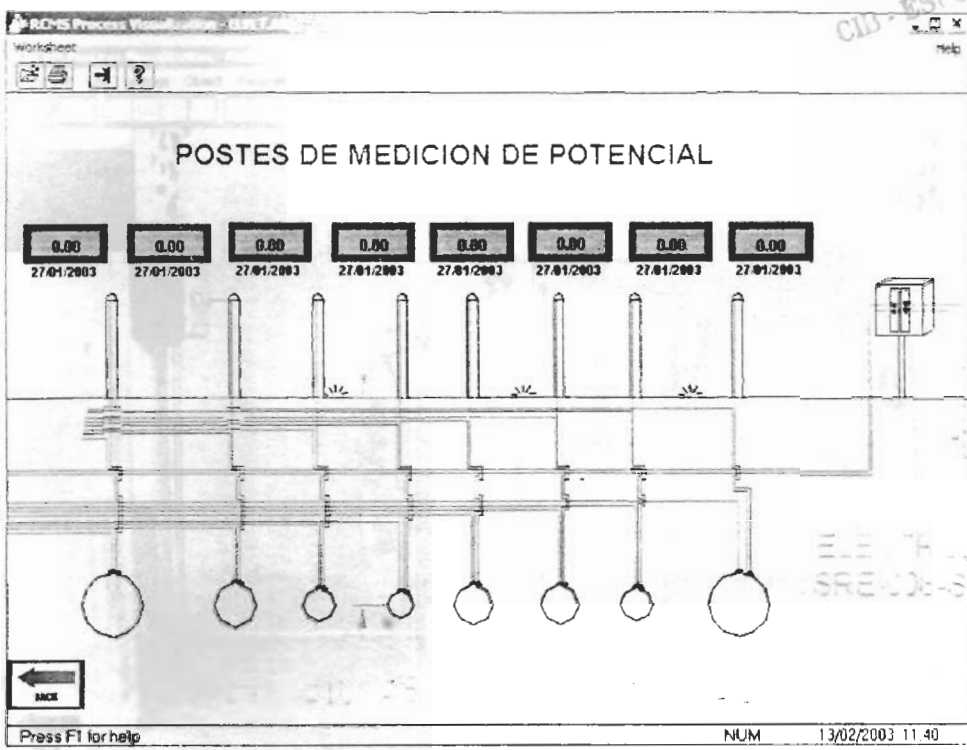 RCMS Process Visualization
Worksheet
Help
POSTES DE MEDICION DE POTENCIAL
0.00 0.00 0.00 0.00 0.00 0.00 0.00 0.00
27/01/2003 27/01/2003 27/01/2003 27/01/2003 27/01/2003 27/01/2003 27/01/2003 27/01/2003
BACK
Press F1 for help
NUM
13/02/2003 11:40